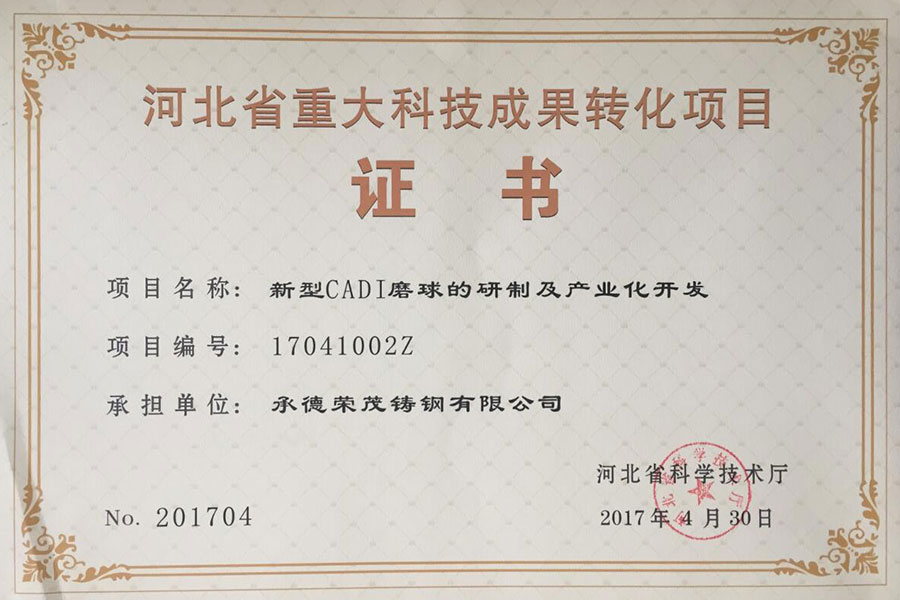 河北省重大科技成果转化项目
证 书
项目名称: 新型CADI磨球的研制及产业化开发
项目编号: 17041002Z
承担单位: 承德荣茂铸钢有限公司
河北省科学技术厅
No. 201704
2017年4月30日